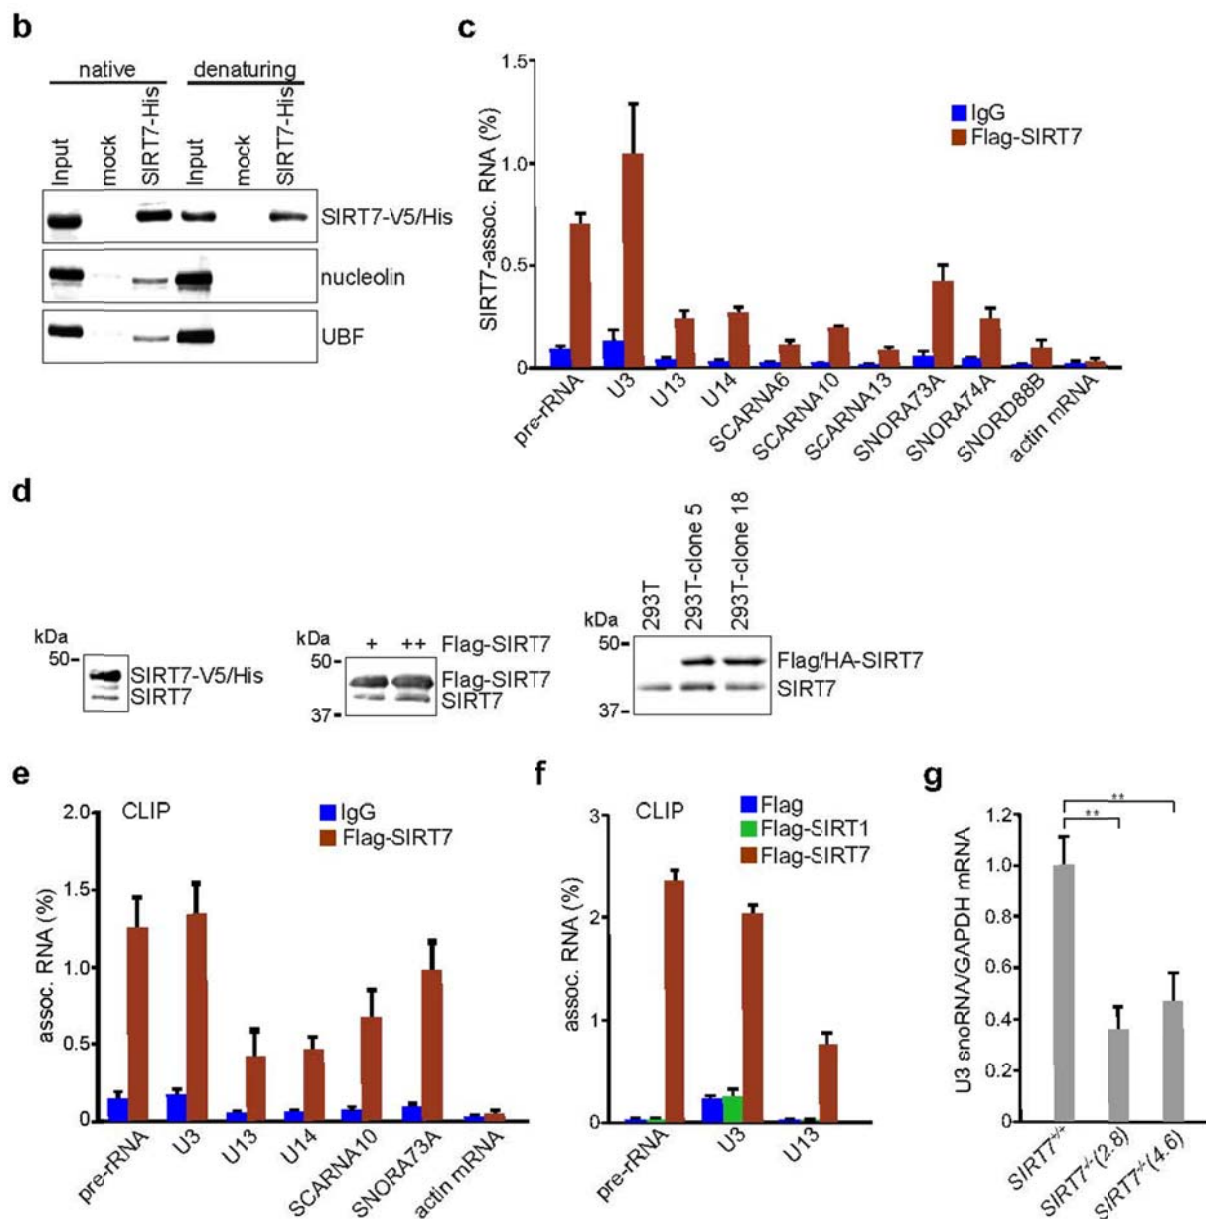 b
native denaturing
Input
mock
SIRT7-His
Input
mock
SIRT7-His
SIRT7-V5/His
nucleolin
UBF
c
SIRT7-assoc. RNA (%)
1.5
1.0
0.5
0
IgG
Flag-SIRT7
pre-rRNA
U3
U13
U14
SCARNA6
SCARNA10
SCARNA13
SNORA73A
SNORA74A
SNORD88B
actin mRNA
d
kDa
50
SIRT7-V5/His
SIRT7
kDa
+ ++ Flag-SIRT7
50
Flag-SIRT7
SIRT7
37
293T
293T-clone 5
293T-clone 18
kDa
50
Flag/HA-SIRT7
SIRT7
37
e
CLIP
assoc. RNA (%)
2.0
1.5
1.0
0.5
0
IgG
Flag-SIRT7
pre-rRNA
U3
U13
U14
SCARNA10
SNORA73A
actin mRNA
f
CLIP
assoc. RNA (%)
3
2
1
0
Flag
Flag-SIRT1
Flag-SIRT7
pre-rRNA
U3
U13
g
U3 snoRNA/GAPDH mRNA
1.2
1.0
0.8
0.6
0.4
0.2
0
**
**
SIRT7+/+
SIRT7-/-(2.8)
SIRT7-/-(4.6)